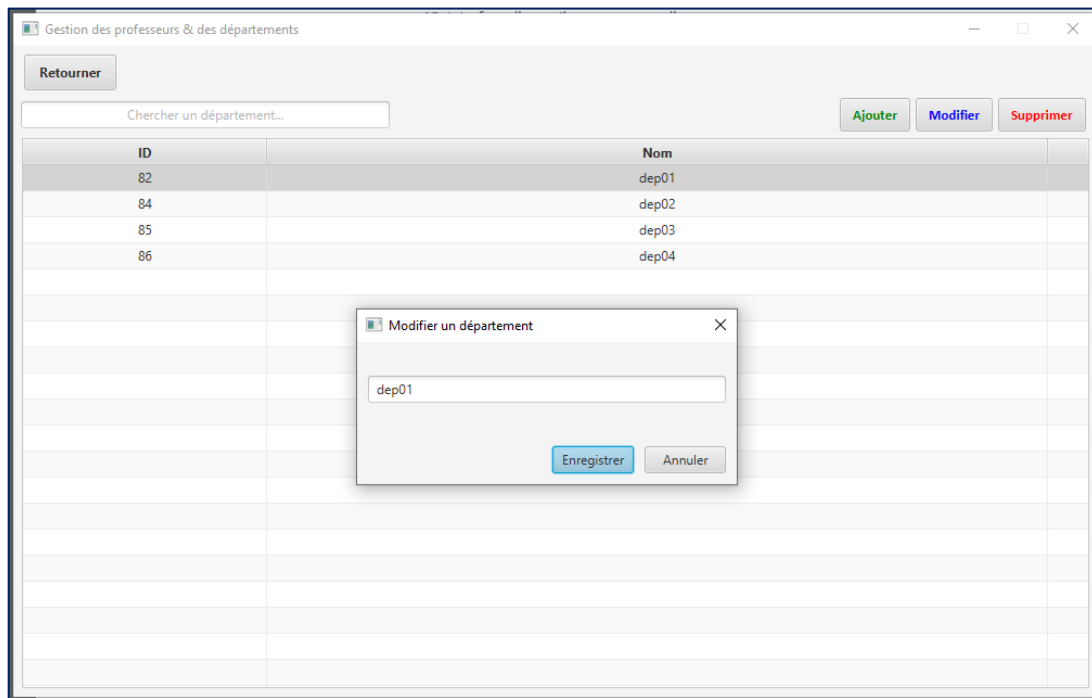 Gestion des professeurs & des départements
Retourner
Chercher un département...
Ajouter Modifier Supprimer
ID Nom
82 dep01
84 dep02
85 dep03
86 dep04
Modifier un département
dep01
Enregistrer Annuler